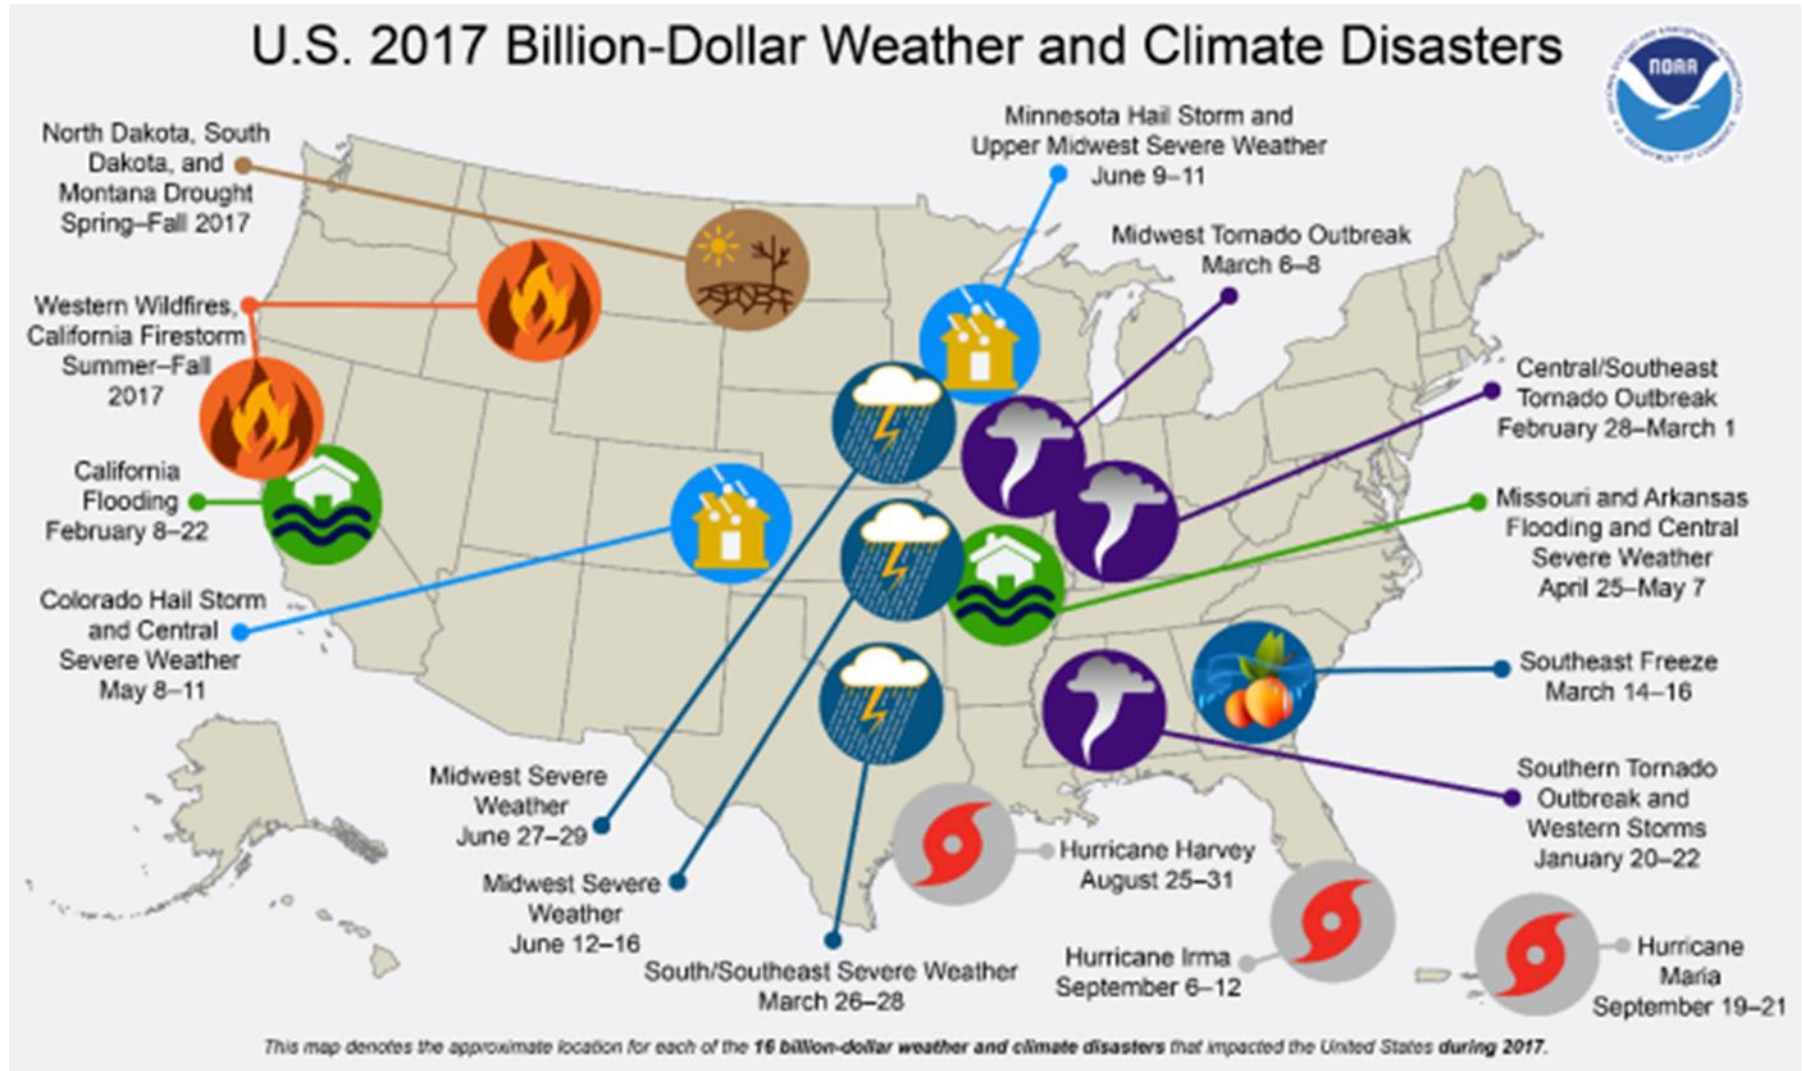 U.S. 2017 Billion-Dollar Weather and Climate Disasters
NOAA
North Dakota, South
Dakota, and
Montana Drought
Spring–Fall 2017
Minnesota Hail Storm and
Upper Midwest Severe Weather
June 9–11
Midwest Tornado Outbreak
March 6–8
Western Wildfires,
California Firestorm
Summer–Fall
2017
Central/Southeast
Tornado Outbreak
February 28–March 1
California
Flooding
February 8–22
Missouri and Arkansas
Flooding and Central
Severe Weather
April 25–May 7
Colorado Hail Storm
and Central
Severe Weather
May 8–11
Southeast Freeze
March 14–16
Midwest Severe
Weather
June 27–29
Southern Tornado
Outbreak and
Western Storms
January 20–22
Midwest Severe
Weather
June 12–16
Hurricane Harvey
August 25–31
South/Southeast Severe Weather
March 26–28
Hurricane Irma
September 6–12
Hurricane
Maria
September 19–21
This map denotes the approximate location for each of the 16 billion-dollar weather and climate disasters that impacted the United States during 2017.